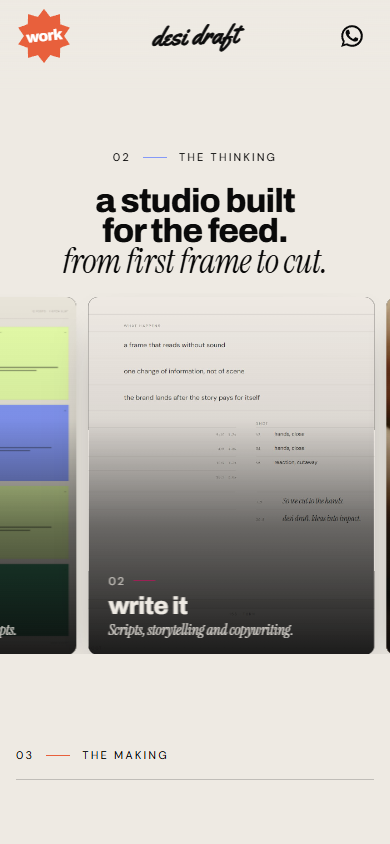 work
desi draft
02 — THE THINKING
a studio built
for the feed.
from first frame to cut.
a frame that reads without sound
one change of information, not of scene
the brand lands after the story pays for itself
hands, close
hands, close
reaction, cutaway
So we cut to the hands.
desi draft. Ideas into impact.
pts.
02 —
write it
Scripts, storytelling and copywriting.
03 — THE MAKING